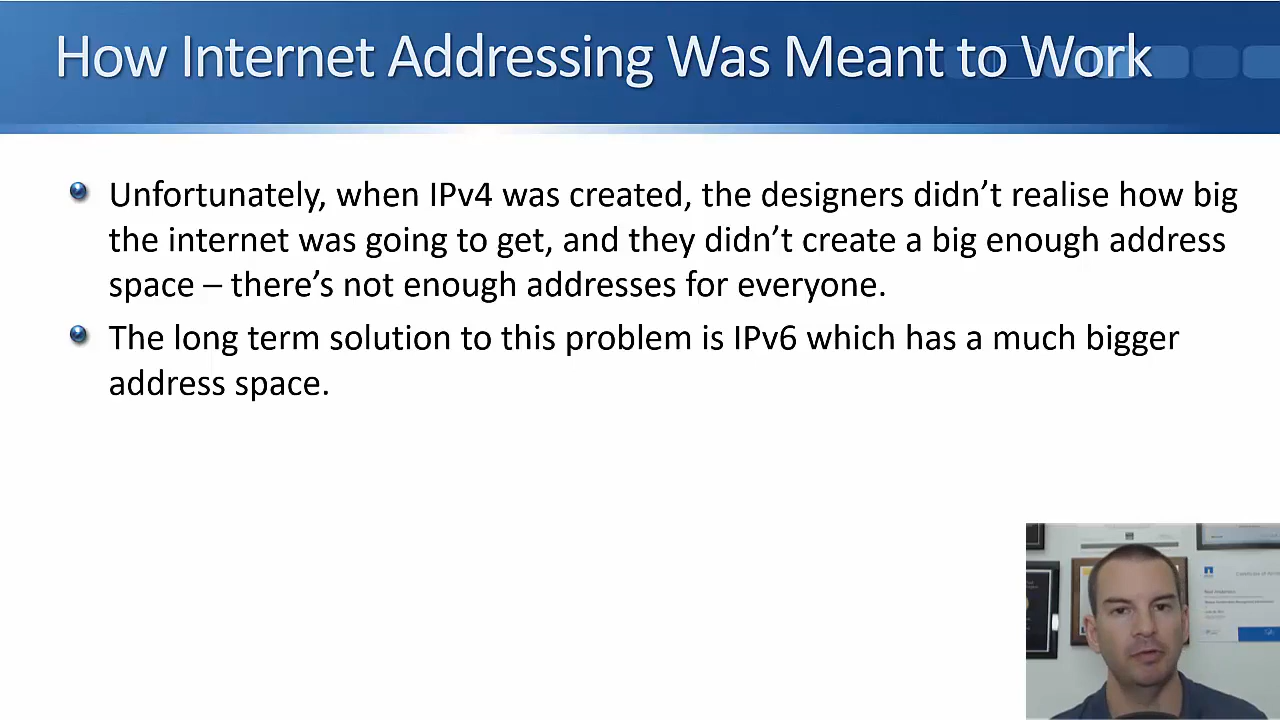 How Internet Addressing Was Meant to Work
Unfortunately, when IPv4 was created, the designers didn’t realise how big
the internet was going to get, and they didn’t create a big enough address
space – there’s not enough addresses for everyone.
The long term solution to this problem is IPv6 which has a much bigger
address space.